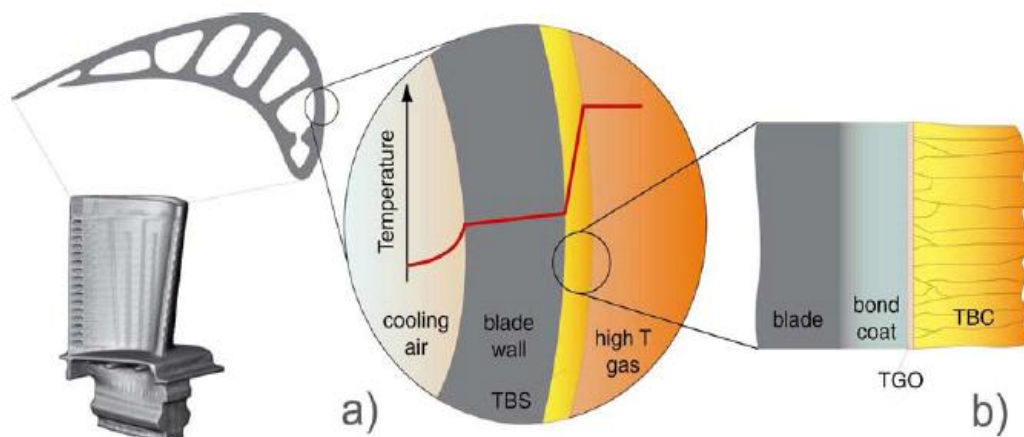 Temperature
cooling
air
blade
wall
TBS
high T
gas
a)
blade
bond
coat
TBC
TGO
b)